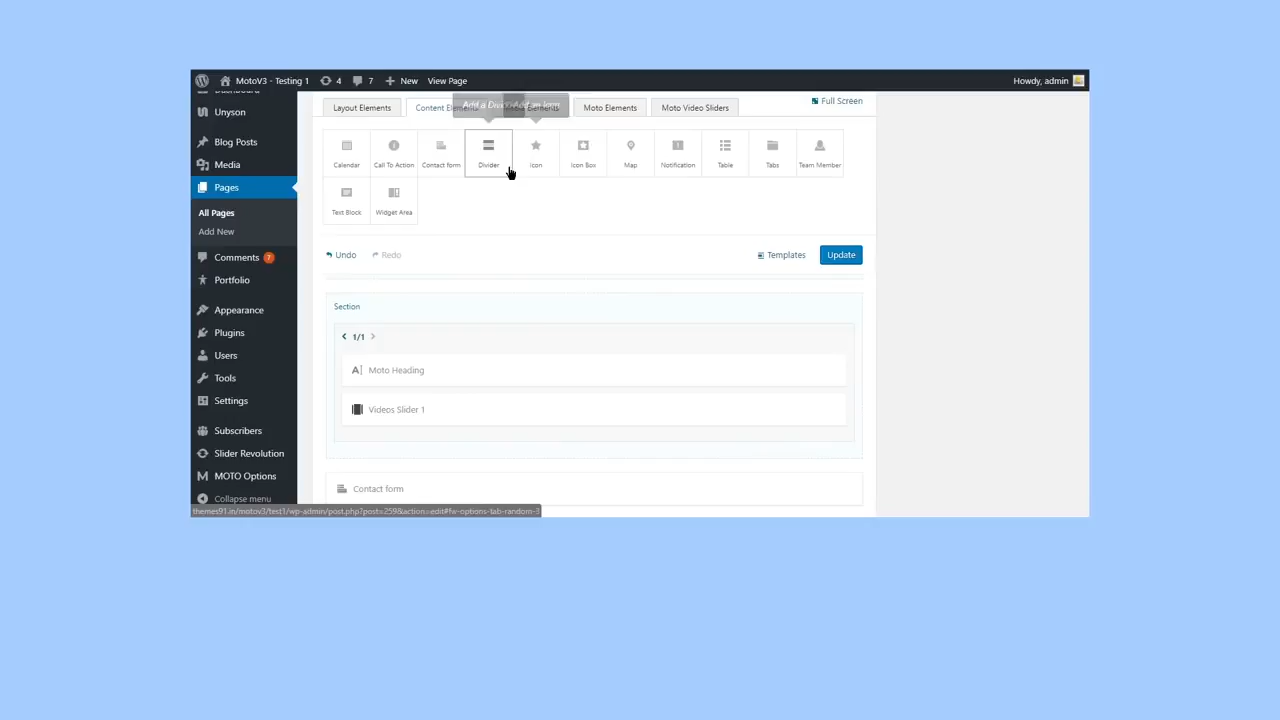 MotoV3 - Testing 1 4 7 New View Page Howdy, admin
Dashboard
Unyson
Blog Posts
Media
Pages
All Pages
Add New
Comments 7
Portfolio
Appearance
Plugins
Users
Tools
Settings
Subscribers
Slider Revolution
MOTO Options
Collapse menu
Full Screen
Layout Elements Content Elements Moto Elements Moto Video Sliders
Add a Divider Add an Icon
Calendar Call To Action Contact form Divider Icon Icon Box Map Notification Table Tabs Team Member
Text Block Widget Area
Undo Redo Templates Update
Section
1/1
Moto Heading
Videos Slider 1
Contact form
themes91.in/motov3/test1/wp-admin/post.php?post=259&action=edit#fw-options-tab-random-3